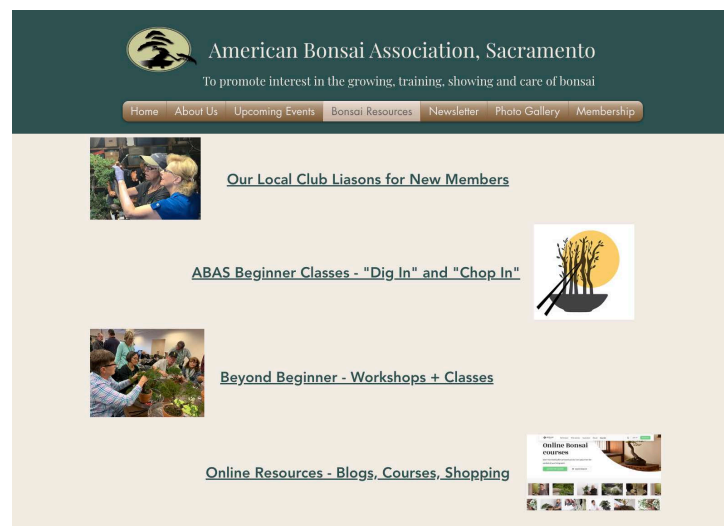 American Bonsai Association, Sacramento
To promote interest in the growing, training, showing and care of bonsai
Home About Us Upcoming Events Bonsai Resources Newsletter Photo Gallery Membership
Our Local Club Liasons for New Members
ABAS Beginner Classes - "Dig In" and "Chop In"
Beyond Beginner - Workshops + Classes
Online Bonsai
courses
Online Resources - Blogs, Courses, Shopping